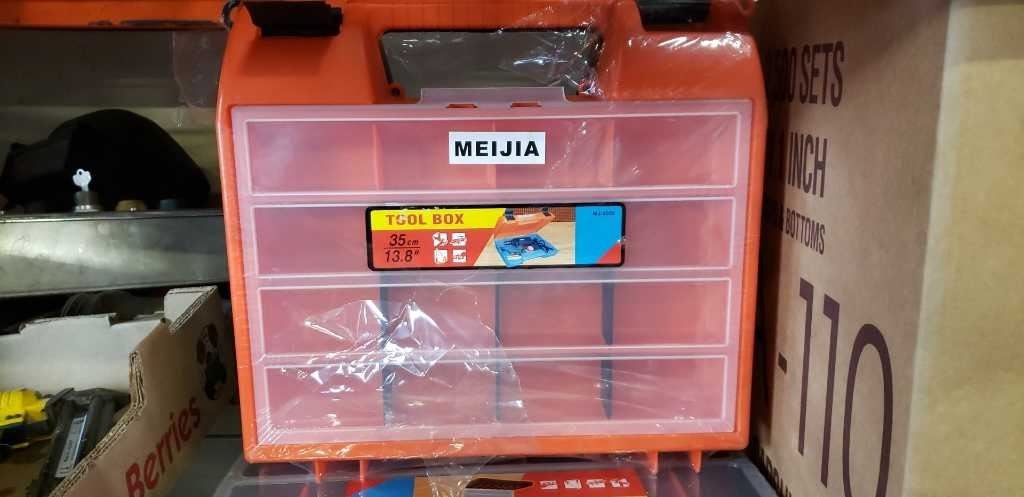 MEIJIA
TOOL BOX
35cm
13.8"
SETS
INCH
BOTTOMS
-110
Berries